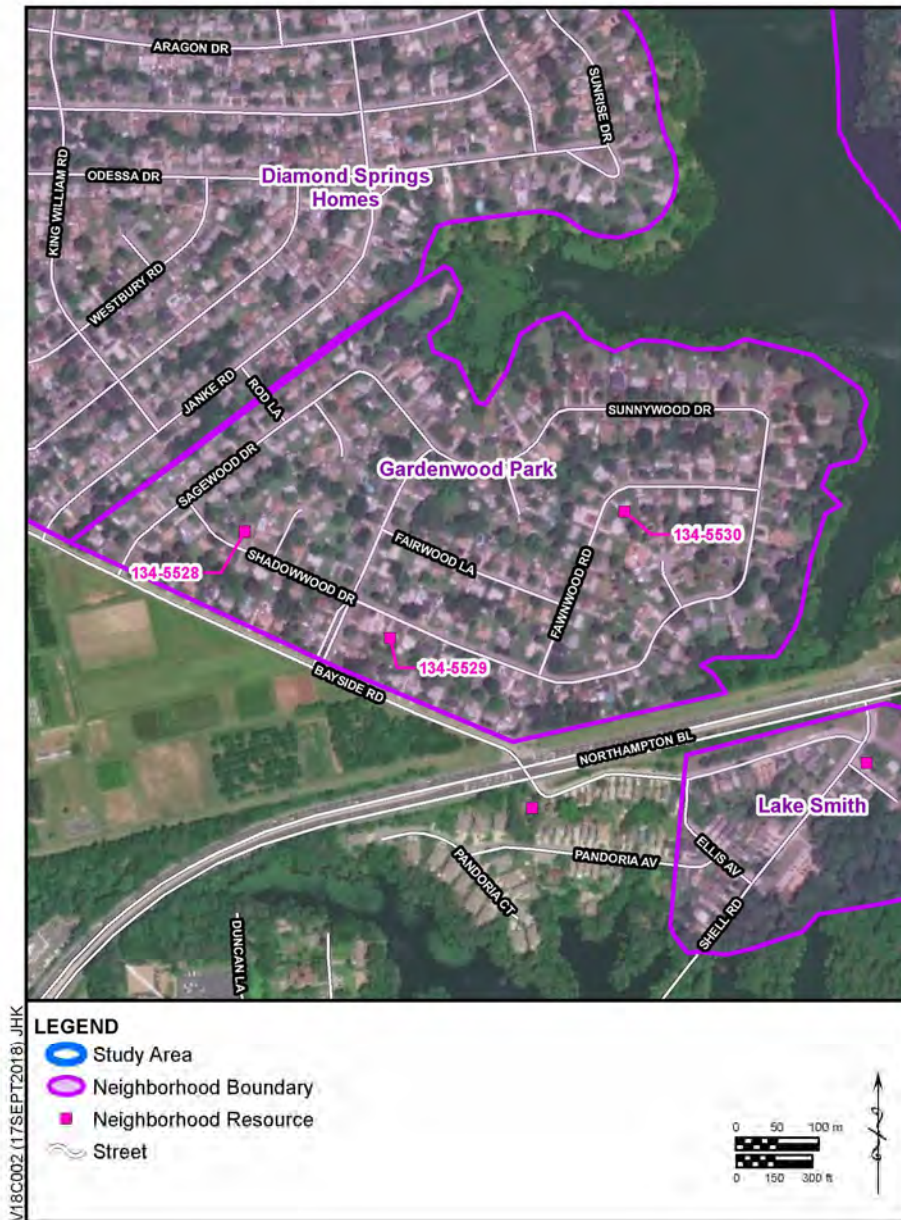 ARAGON DR
SUNRISE DR
KING WILLIAM RD
ODESSA DR
Diamond Springs
Homes
WESTBURY RD
JANKE RD
ROD LA
SUNNYWOOD DR
SAGEWOOD DR
Gardenwood Park
134-5530
FAIRWOOD LA
134-5528
SHADOWWOOD DR
FAWNWOOD RD
134-5529
BAYSIDE RD
NORTHAMPTON BL
Lake Smith
PANDORIA AV
ELLIS AV
PANDORIA CT
SHELL RD
DUNCAN LA
V18C002 (17SEPT2018) JHK
LEGEND
Study Area
Neighborhood Boundary
Neighborhood Resource
Street
0 50 100 m
0 150 300 ft